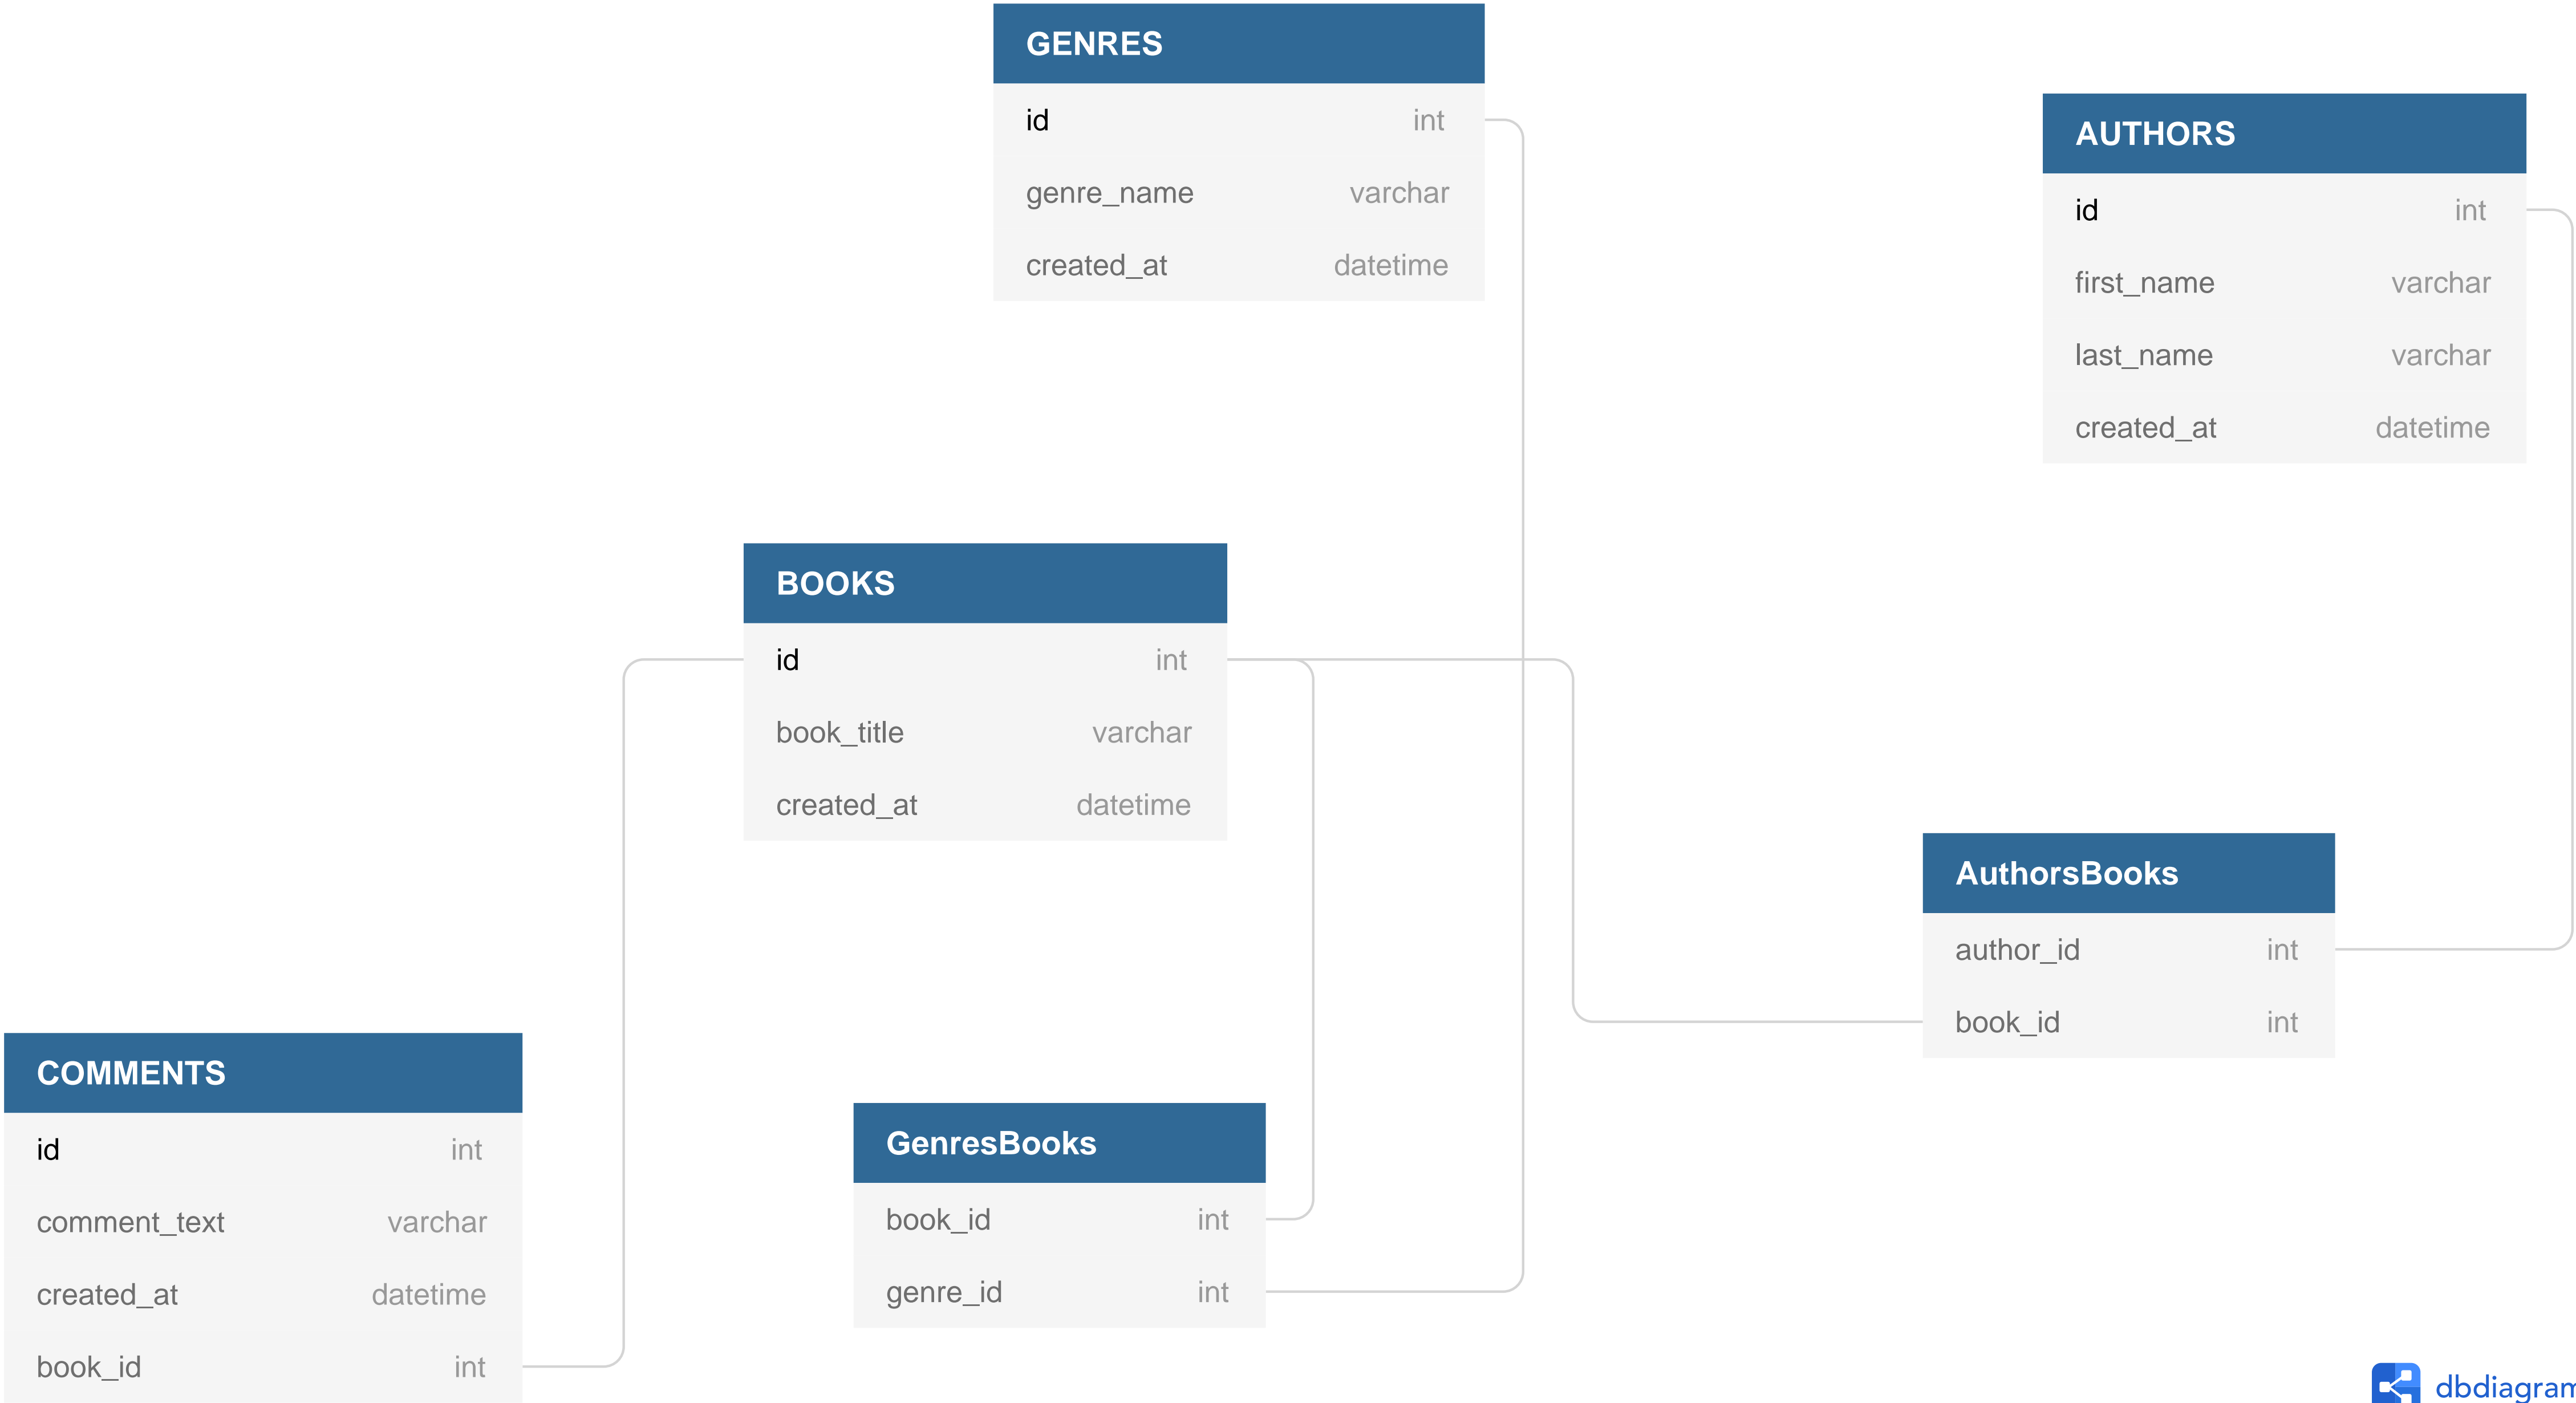 GENRES
id int
genre_name varchar
created_at datetime
AUTHORS
id int
first_name varchar
last_name varchar
created_at datetime
BOOKS
id int
book_title varchar
created_at datetime
AuthorsBooks
author_id int
book_id int
COMMENTS
id int
comment_text varchar
created_at datetime
book_id int
GenresBooks
book_id int
genre_id int
dbdiagram